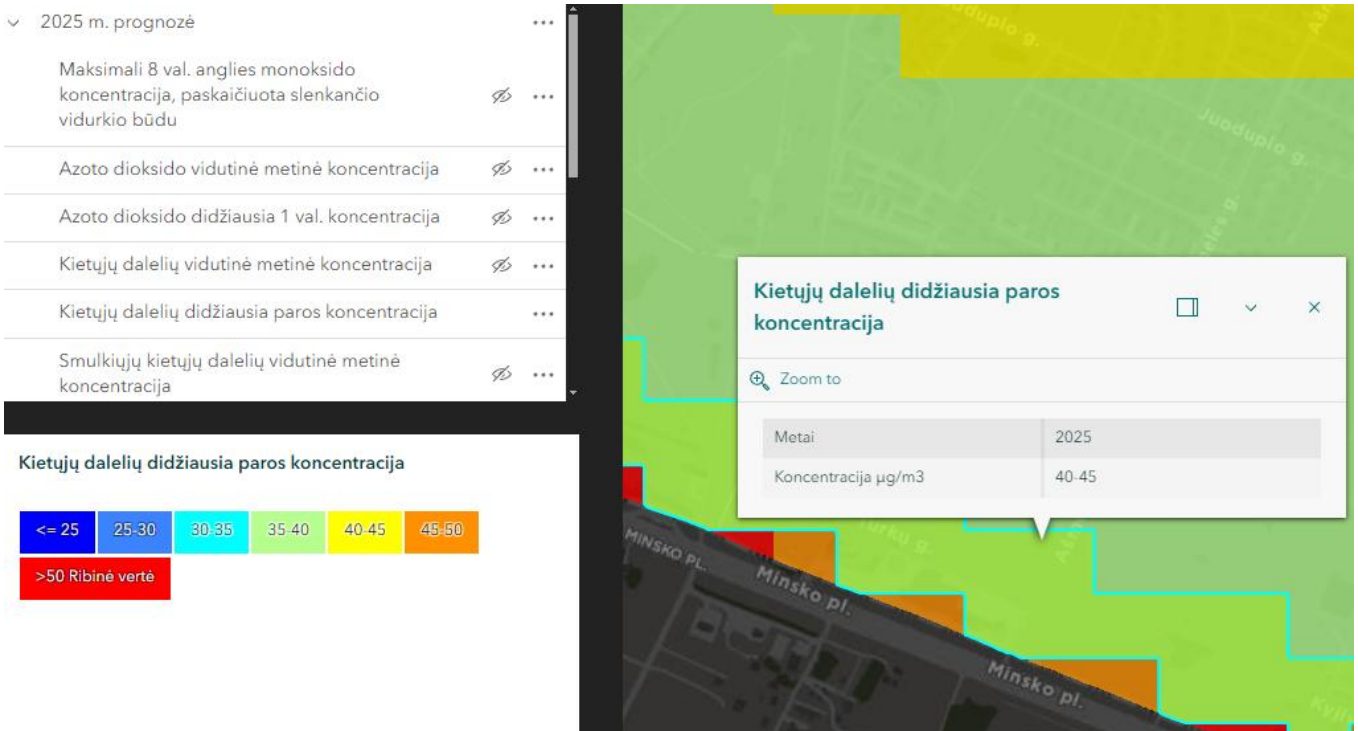 2025 m. prognozė
Maksimali 8 val. anglies monoksido
koncentracija, paskaičiuota slenkančio
vidurkio būdu
Azoto dioksido vidutinė metinė koncentracija
Azoto dioksido didžiausia 1 val. koncentracija
Kietųjų dalelių vidutinė metinė koncentracija
Kietųjų dalelių didžiausia paros koncentracija
Smulkiųjų kietųjų dalelių vidutinė metinė
koncentracija
Kietųjų dalelių didžiausia paros koncentracija
<= 25
25-30
30-35
35-40
40-45
45-50
>50 Ribinė vertė
Juoduplo g.
Kietųjų dalelių didžiausia paros
koncentracija
Zoom to
Metai 2025
Koncentracija µg/m3 40-45
Turkų g.
MINSKO PL.
Minsko pl.
Minsko pl.